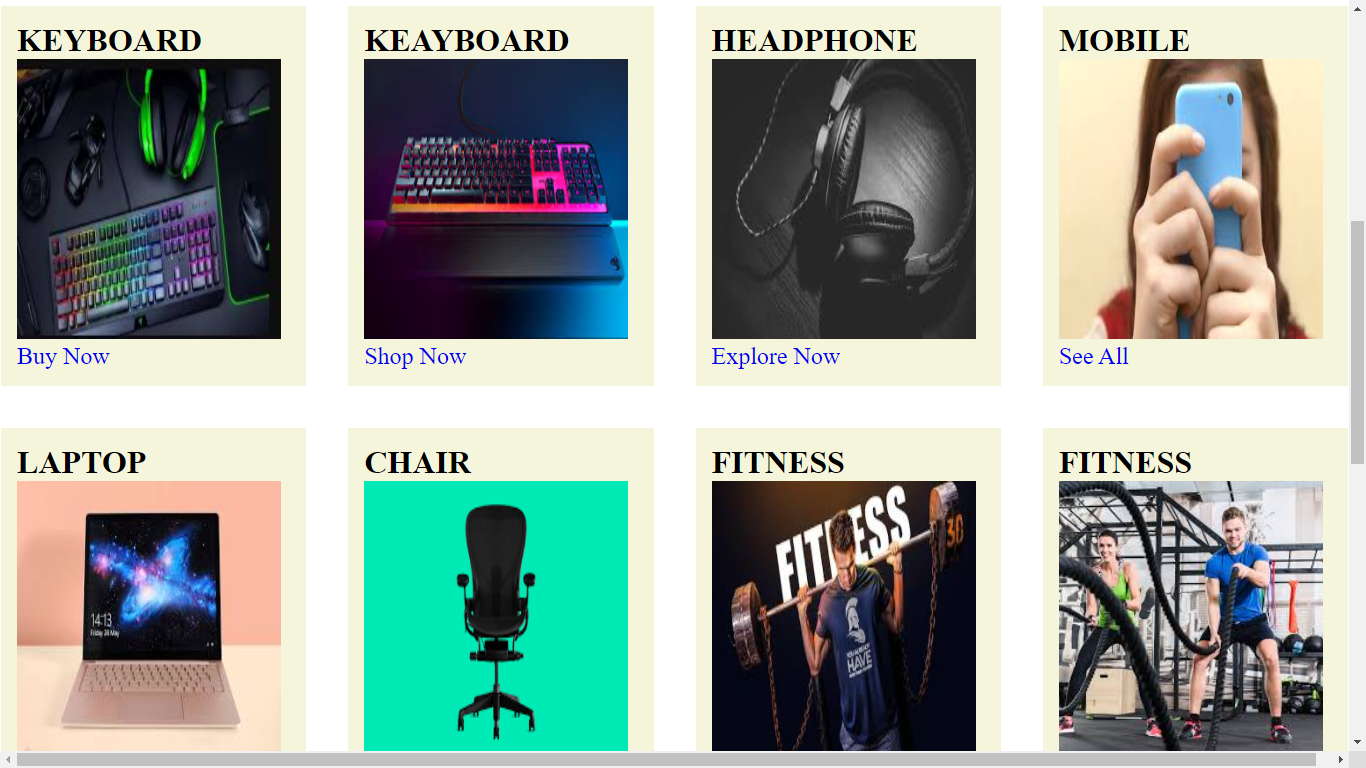 KEYBOARD
KEAYBOARD
HEADPHONE
MOBILE
Buy Now
Shop Now
Explore Now
See All
LAPTOP
CHAIR
FITNESS
FITNESS
14:13
Friday 28 May
FITNESS
30
HAVE